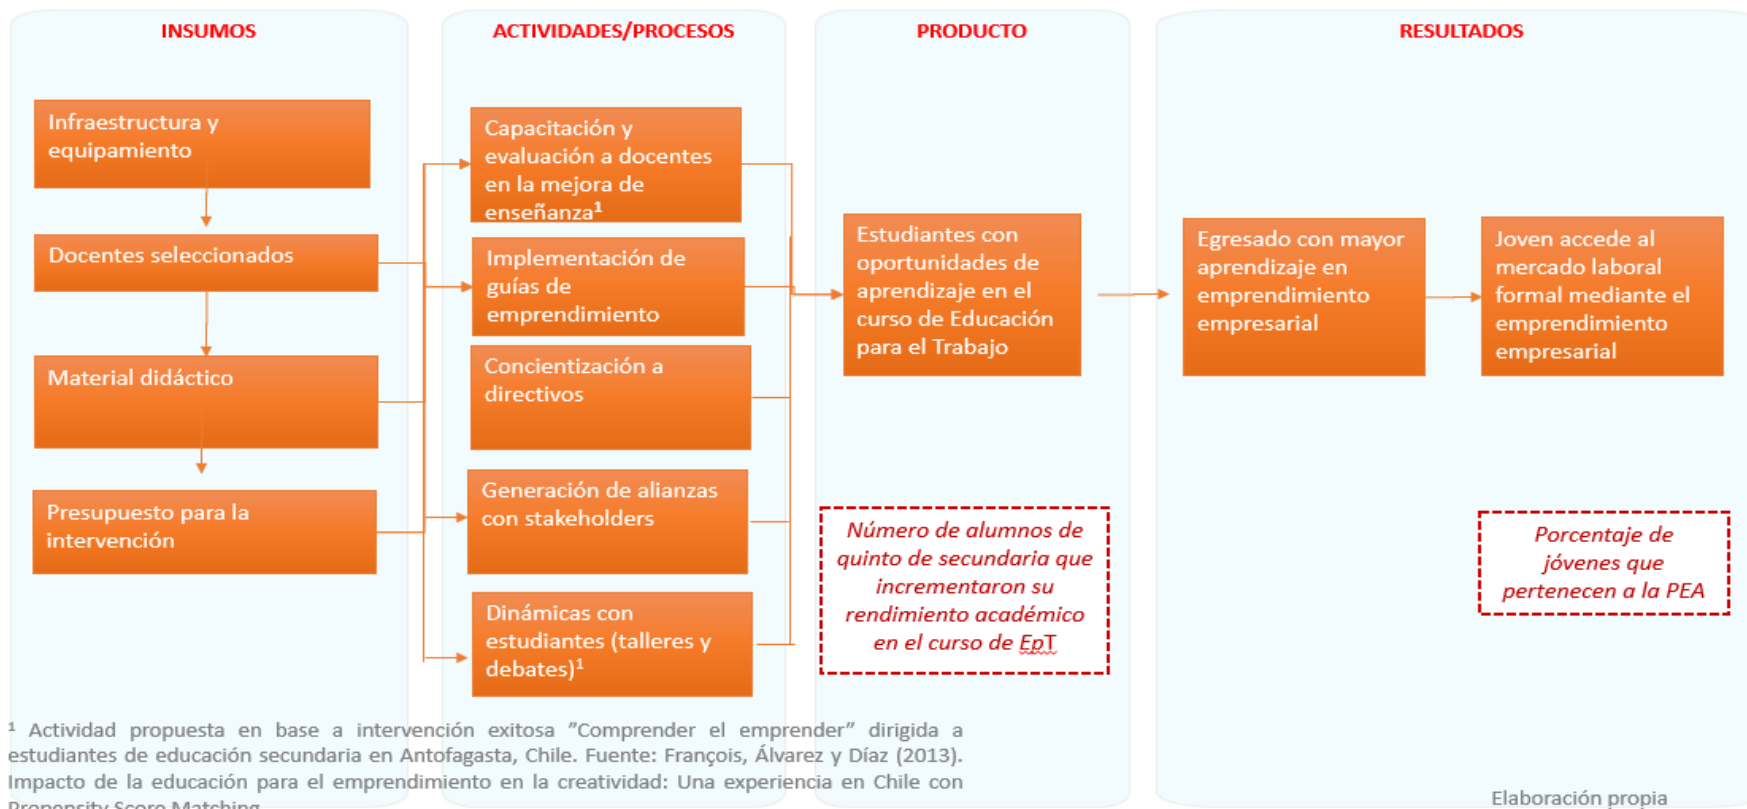 INSUMOS
Infraestructura y
equipamiento
Docentes seleccionados
Material didáctico
Presupuesto para la
intervención
ACTIVIDADES/PROCESOS
Capacitación y
evaluación a docentes
en la mejora de
enseñanza¹
Implementación de
guías de
emprendimiento
Concientización a
directivos
Generación de alianzas
con stakeholders
Dinámicas con
estudiantes (talleres y
debates)¹
PRODUCTO
Estudiantes con
oportunidades de
aprendizaje en el
curso de Educación
para el Trabajo
Número de alumnos de
quinto de secundaria que
incrementaron su
rendimiento académico
en el curso de EpT
RESULTADOS
Egresado con mayor
aprendizaje en
emprendimiento
empresarial
Joven accede al
mercado laboral
formal mediante el
emprendimiento
empresarial
Porcentaje de
jóvenes que
pertenecen a la PEA
¹ Actividad propuesta en base a intervención exitosa "Comprender el emprender" dirigida a
estudiantes de educación secundaria en Antofagasta, Chile. Fuente: François, Álvarez y Díaz (2013).
Impacto de la educación para el emprendimiento en la creatividad: Una experiencia en Chile con
Propensity Score Matching
Elaboración propia